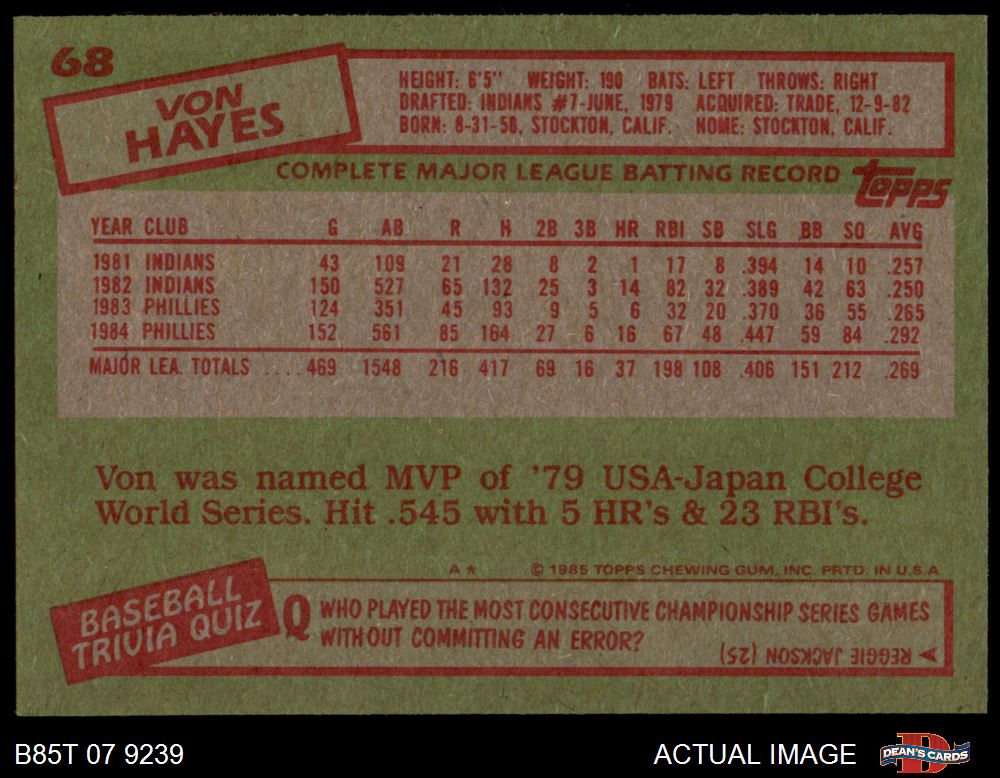 68
VON
HAYES
HEIGHT: 6'5" WEIGHT: 190 BATS: LEFT THROWS: RIGHT
DRAFTED: INDIANS #7-JUNE, 1979 ACQUIRED: TRADE, 12-9-82
BORN: 8-31-58, STOCKTON, CALIF. HOME: STOCKTON, CALIF.
COMPLETE MAJOR LEAGUE BATTING RECORD
topps
YEAR CLUB G AB R H 2B 3B HR RBI SB SLG BB SO AVG
1981 INDIANS 43 109 21 28 8 2 1 17 8 .394 14 10 .257
1982 INDIANS 150 527 65 132 25 3 14 82 32 .389 42 63 .250
1983 PHILLIES 124 351 45 93 9 5 6 32 20 .370 36 55 .265
1984 PHILLIES 152 561 85 164 27 6 16 67 48 .447 59 84 .292
MAJOR LEA. TOTALS ....469 1548 216 417 69 16 37 198 108 .406 151 212 .269
Von was named MVP of '79 USA-Japan College
World Series. Hit .545 with 5 HR's & 23 RBI's.
A* © 1985 TOPPS CHEWING GUM, INC. PRTD. IN U.S.A
BASEBALL
TRIVIA QUIZ
Q WHO PLAYED THE MOST CONSECUTIVE CHAMPIONSHIP SERIES GAMES
WITHOUT COMMITTING AN ERROR?
REGGIE JACKSON (25)
B85T 07 9239
ACTUAL IMAGE
D
DEAN'S CARDS